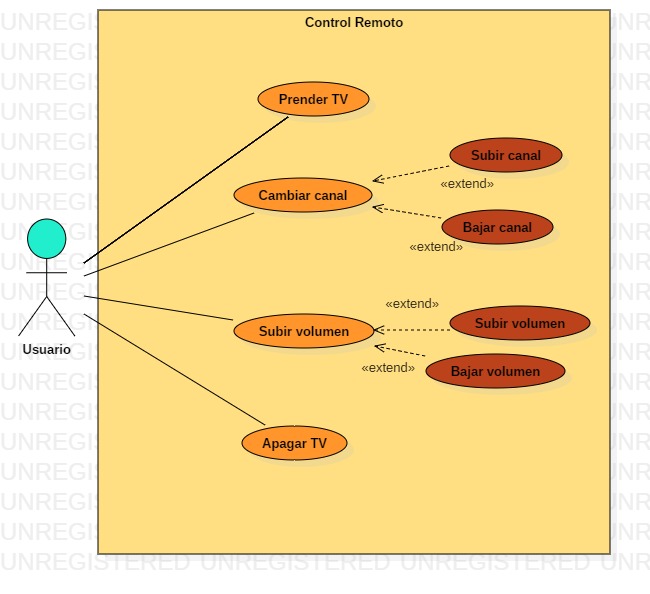 Control Remoto
Prender TV
Subir canal
Cambiar canal
«extend»
Bajar canal
«extend»
«extend»
Subir volumen
Subir volumen
Usuario
«extend»
Bajar volumen
Apagar TV
UNREGISTERED UNREGISTERED UNREGISTERED UNR